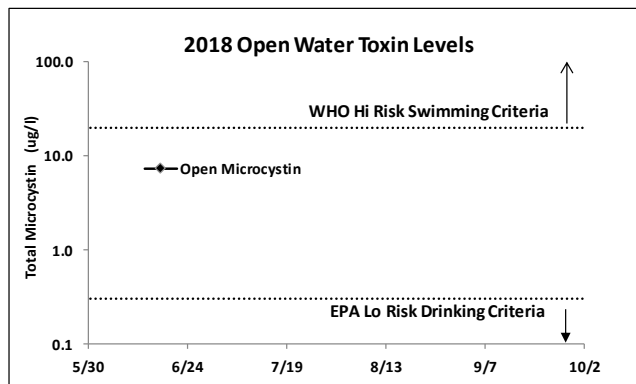 2018 Open Water Toxin Levels
100.0
WHO Hi Risk Swimming Criteria
10.0
Open Microcystin
Total Microcystin (ug/l)
1.0
EPA Lo Risk Drinking Criteria
0.1
5/30 6/24 7/19 8/13 9/7 10/2